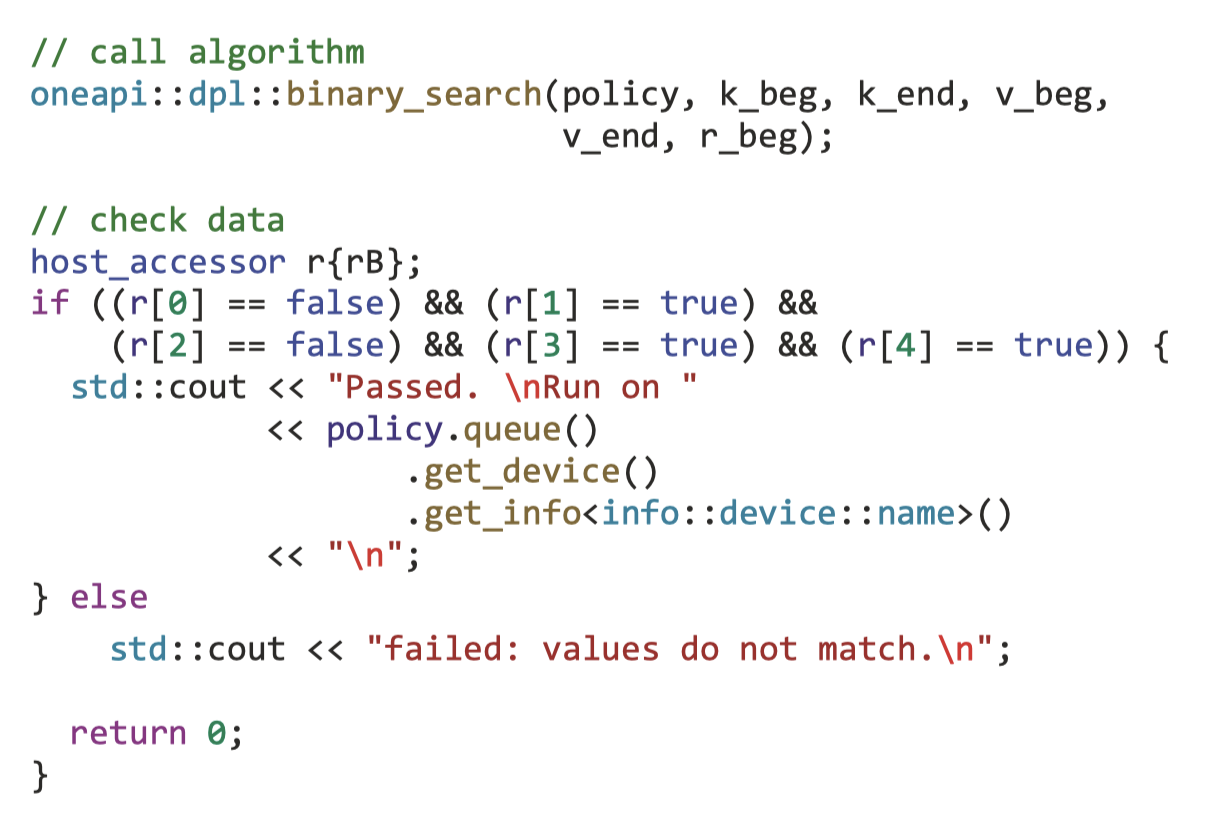 // call algorithm
oneapi::dpl::binary_search(policy, k_beg, k_end, v_beg,
                           v_end, r_beg);

// check data
host_accessor r{rB};
if ((r[0] == false) && (r[1] == true) &&
    (r[2] == false) && (r[3] == true) && (r[4] == true)) {
  std::cout << "Passed. \nRun on "
            << policy.queue()
                   .get_device()
                   .get_info<info::device::name>()
            << "\n";
} else
    std::cout << "failed: values do not match.\n";

  return 0;
}